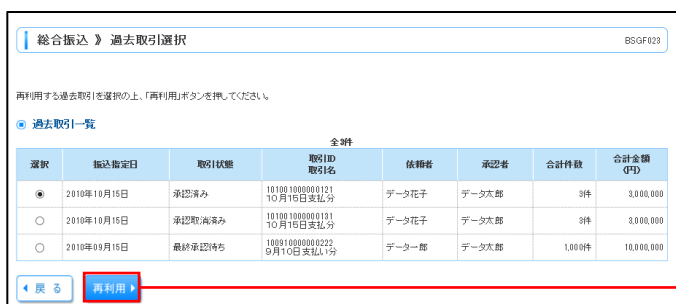 総合振込 》 過去取引選択 BSGF023
再利用する過去取引を選択の上、「再利用」ボタンを押してください。
過去取引一覧
全3件
選択 振込指定日 取引状態 取引ID 取引名 依頼者 承認者 合計件数 合計金額 (円)
2010年10月15日 承認済み 101001000000121 データ花子 データ太郎 3件 3,000,000
10月15日支払分
2010年10月15日 承認取消済み 101001000000131 データ花子 データ太郎 3件 3,000,000
10月15日支払分
2010年09月15日 最終承認待ち 100910000000222 データ一郎 データ太郎 1,000件 10,000,000
9月10日支払い分
戻る 再利用